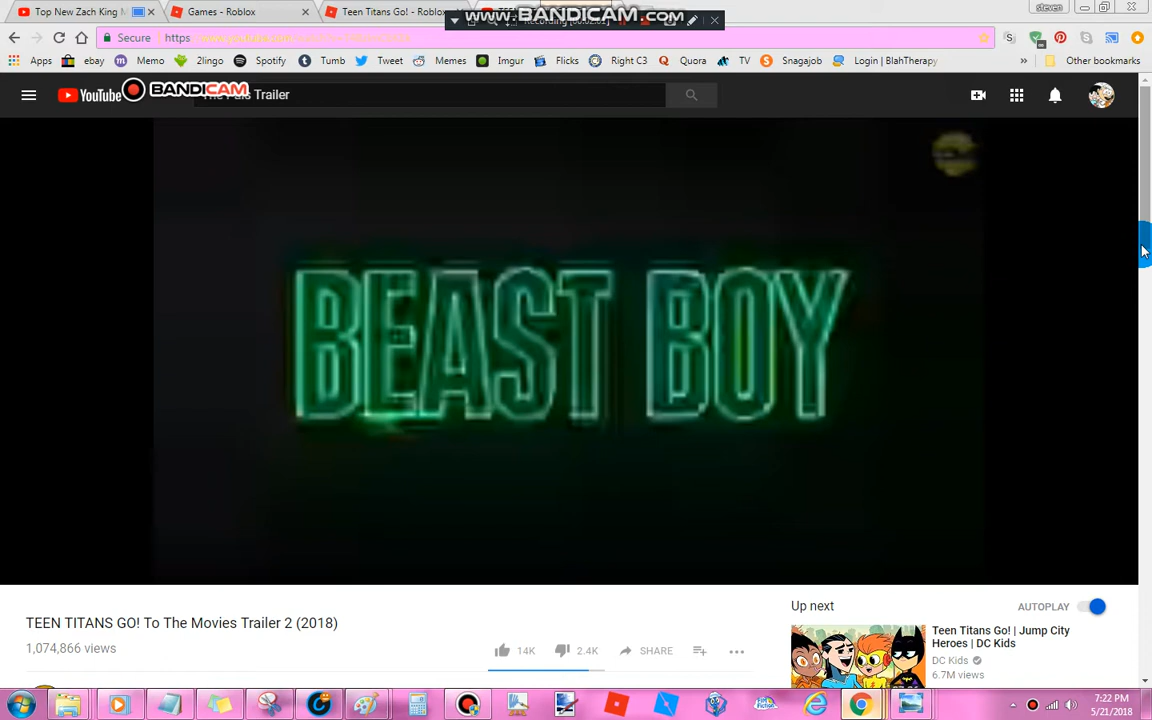 Top New Zach King M
Games - Roblox
Teen Titans Go! - Roblox
www.BANDICAM.com
steven
Secure
https
Apps
ebay
Memo
2lingo
Spotify
Tumb
Tweet
Memes
Imgur
Flicks
Right C3
Quora
TV
Snagajob
Login | BlahTherapy
Other bookmarks
YouTube
BANDICAM
Trailer
BEAST BOY
TEEN TITANS GO! To The Movies Trailer 2 (2018)
1,074,866 views
14K
2.4K
SHARE
Up next
AUTOPLAY
Teen Titans Go! | Jump City
Heroes | DC Kids
DC Kids
6.7M views
7:22 PM
5/21/2018